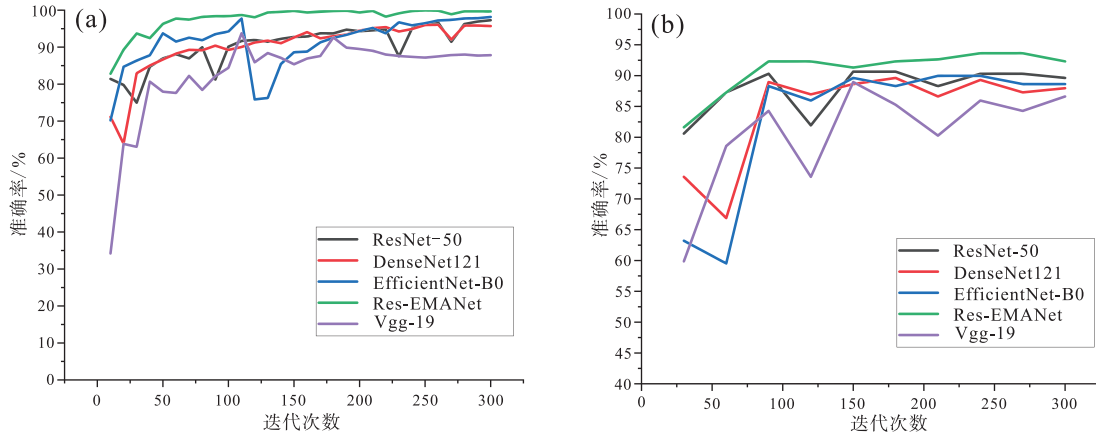 (a)
100
90
80
70
60
50
40
30
20
10
0
准确率/%
ResNet-50
DenseNet121
EfficientNet-B0
Res-EMANet
Vgg-19
0 50 100 150 200 250 300
迭代次数
(b)
100
95
90
85
80
75
70
65
60
55
50
45
40
准确率/%
ResNet-50
DenseNet121
EfficientNet-B0
Res-EMANet
Vgg-19
0 50 100 150 200 250 300
迭代次数